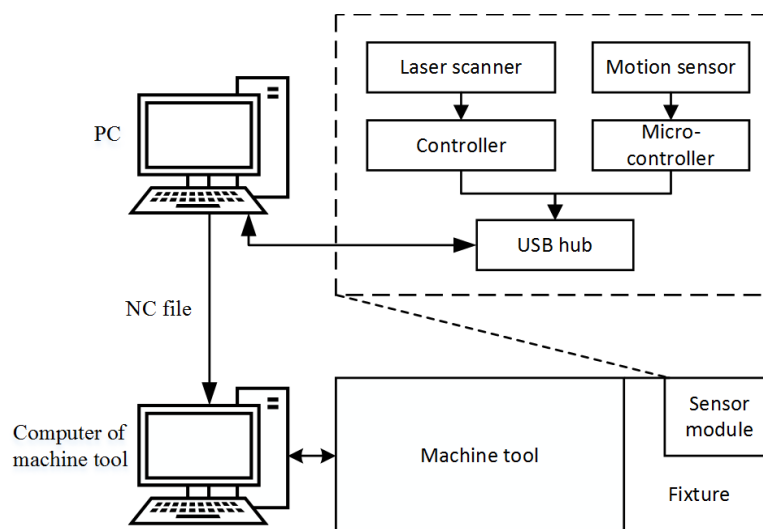 Laser scanner
Motion sensor
PC
Controller
Micro-
controller
USB hub
NC file
Computer of
machine tool
Machine tool
Sensor
module
Fixture